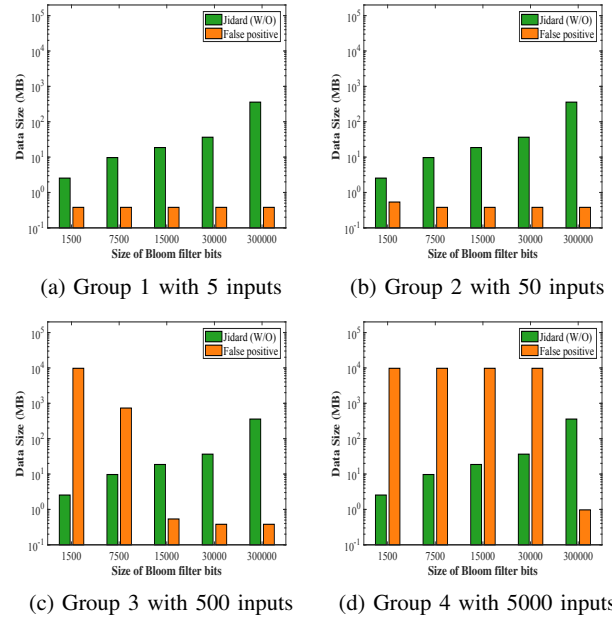 Jidard (W/O)
False positive
Data Size (MB)
10^5
10^4
10^3
10^2
10^1
10^0
10^-1
1500 7500 15000 30000 300000
Size of Bloom filter bits
(a) Group 1 with 5 inputs
Jidard (W/O)
False positive
Data Size (MB)
10^5
10^4
10^3
10^2
10^1
10^0
10^-1
1500 7500 15000 30000 300000
Size of Bloom filter bits
(b) Group 2 with 50 inputs
Jidard (W/O)
False positive
Data Size (MB)
10^5
10^4
10^3
10^2
10^1
10^0
10^-1
1500 7500 15000 30000 300000
Size of Bloom filter bits
(c) Group 3 with 500 inputs
Jidard (W/O)
False positive
Data Size (MB)
10^5
10^4
10^3
10^2
10^1
10^0
10^-1
1500 7500 15000 30000 300000
Size of Bloom filter bits
(d) Group 4 with 5000 inputs